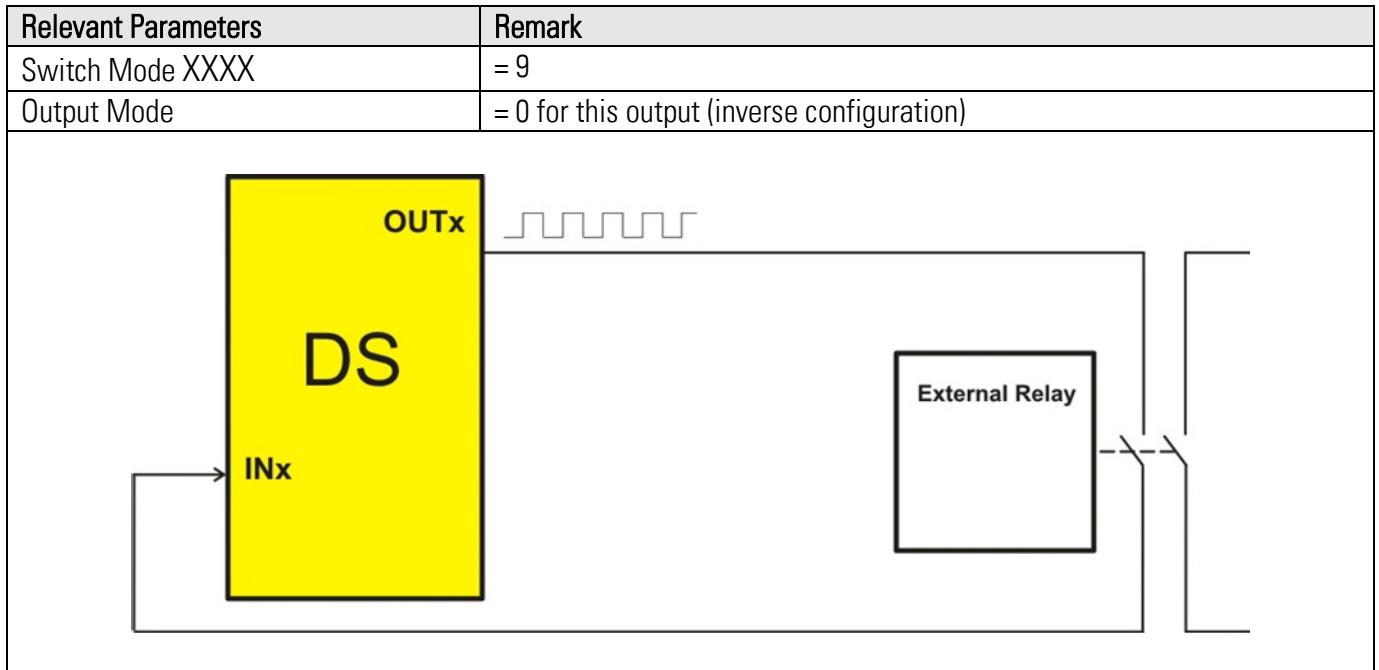 Relevant Parameters Remark
Switch Mode XXXX = 9
Output Mode = 0 for this output (inverse configuration)
OUTx
DS
External Relay
INx